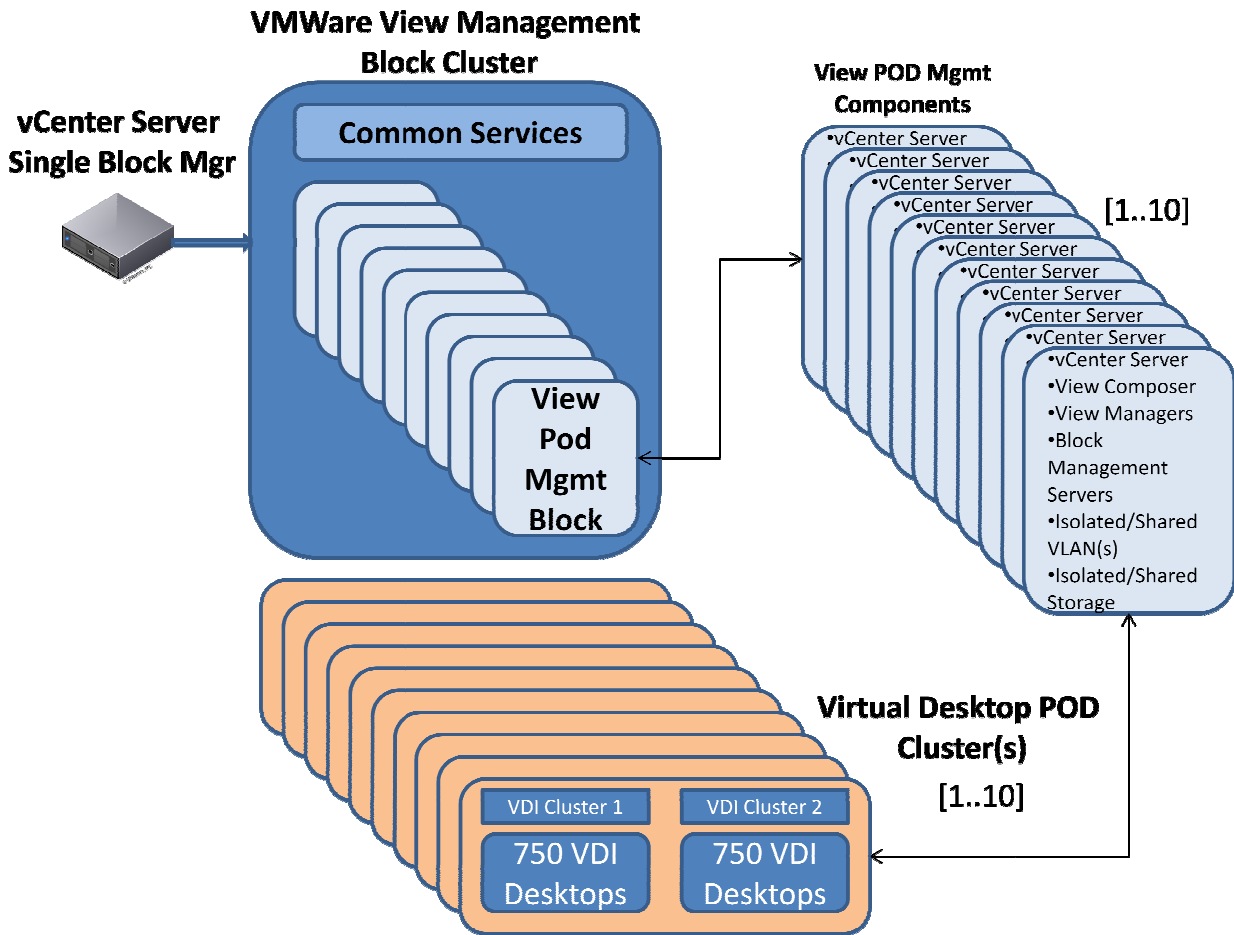 VMWare View Management
Block Cluster
vCenter Server
Single Block Mgr
Common Services
View
Pod
Mgmt
Block
View POD Mgmt
Components
•vCenter Server
•vCenter Server
•vCenter Server
•vCenter Server
•vCenter Server
•vCenter Server
•vCenter Server
•vCenter Server
•vCenter Server
•vCenter Server
•vCenter Server
•View Composer
•View Managers
•Block
Management
Servers
•Isolated/Shared
VLAN(s)
•Isolated/Shared
Storage
[1..10]
Virtual Desktop POD
Cluster(s)
[1..10]
VDI Cluster 1
750 VDI
Desktops
VDI Cluster 2
750 VDI
Desktops